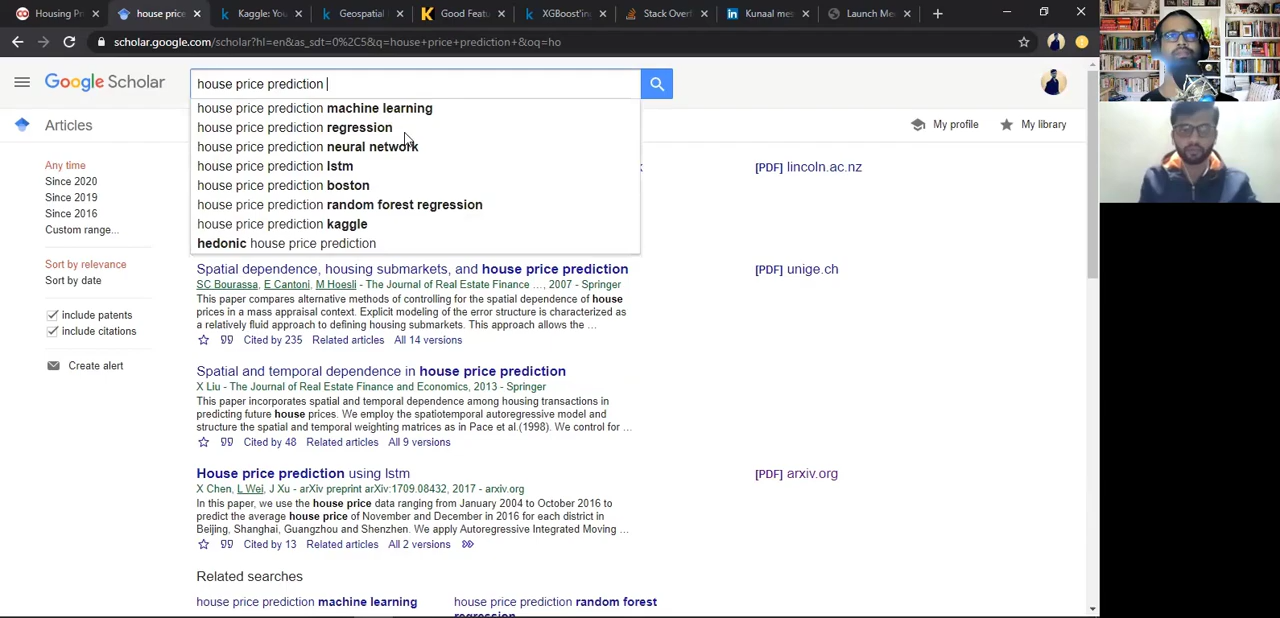 Housing Pr
house price
Kaggle: You
Geospatial
Good Featu
XGBoost'in
Stack Overf
Kunaal mes
Launch Me
scholar.google.com/scholar?hl=en&as_sdt=0%2C5&q=house+price+prediction+&oq=ho
Google Scholar
house price prediction
house price prediction machine learning
house price prediction regression
house price prediction neural network
house price prediction lstm
house price prediction boston
house price prediction random forest regression
house price prediction kaggle
hedonic house price prediction
Articles
My profile
My library
Any time
Since 2020
Since 2019
Since 2016
Custom range...
Sort by relevance
Sort by date
include patents
include citations
Create alert
[PDF] lincoln.ac.nz
Spatial dependence, housing submarkets, and house price prediction
[PDF] unige.ch
SC Bourassa, E Cantoni, M Hoesli - The Journal of Real Estate Finance …, 2007 - Springer
This paper compares alternative methods of controlling for the spatial dependence of house
prices in a mass appraisal context. Explicit modeling of the error structure is characterized as
a relatively fluid approach to defining housing submarkets. This approach allows the …
Cited by 235 Related articles All 14 versions
Spatial and temporal dependence in house price prediction
X Liu - The Journal of Real Estate Finance and Economics, 2013 - Springer
This paper incorporates spatial and temporal dependence among housing transactions in
predicting future house prices. We employ the spatiotemporal autoregressive model and
structure the spatial and temporal weighting matrices as in Pace et al.(1998). We control for …
Cited by 48 Related articles All 9 versions
House price prediction using lstm
[PDF] arxiv.org
X Chen, L Wei, J Xu - arXiv preprint arXiv:1709.08432, 2017 - arxiv.org
In this paper, we use the house price data ranging from January 2004 to October 2016 to
predict the average house price of November and December in 2016 for each district in
Beijing, Shanghai, Guangzhou and Shenzhen. We apply Autoregressive Integrated Moving ...
Cited by 13 Related articles All 2 versions
Related searches
house price prediction machine learning
house price prediction random forest
regression